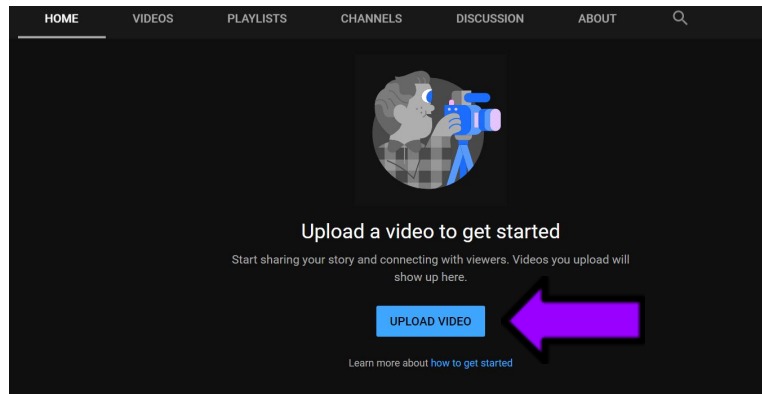 HOME VIDEOS PLAYLISTS CHANNELS DISCUSSION ABOUT
Upload a video to get started
Start sharing your story and connecting with viewers. Videos you upload will
show up here.
UPLOAD VIDEO
Learn more about how to get started